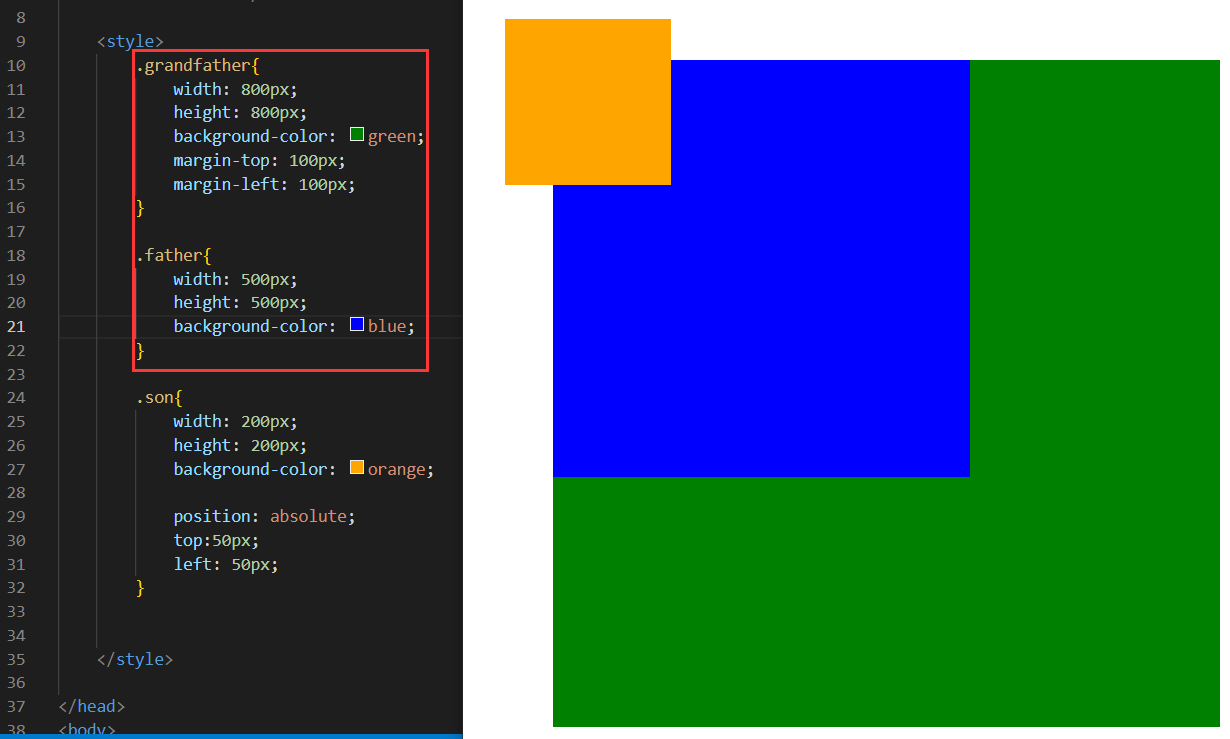 8
9 <style>
10 .grandfather{
11 width: 800px;
12 height: 800px;
13 background-color: green;
14 margin-top: 100px;
15 margin-left: 100px;
16 }
17
18 .father{
19 width: 500px;
20 height: 500px;
21 background-color: blue;
22 }
23
24 .son{
25 width: 200px;
26 height: 200px;
27 background-color: orange;
28
29 position: absolute;
30 top:50px;
31 left: 50px;
32 }
33
34
35 </style>
36
37 </head>
38 <body>